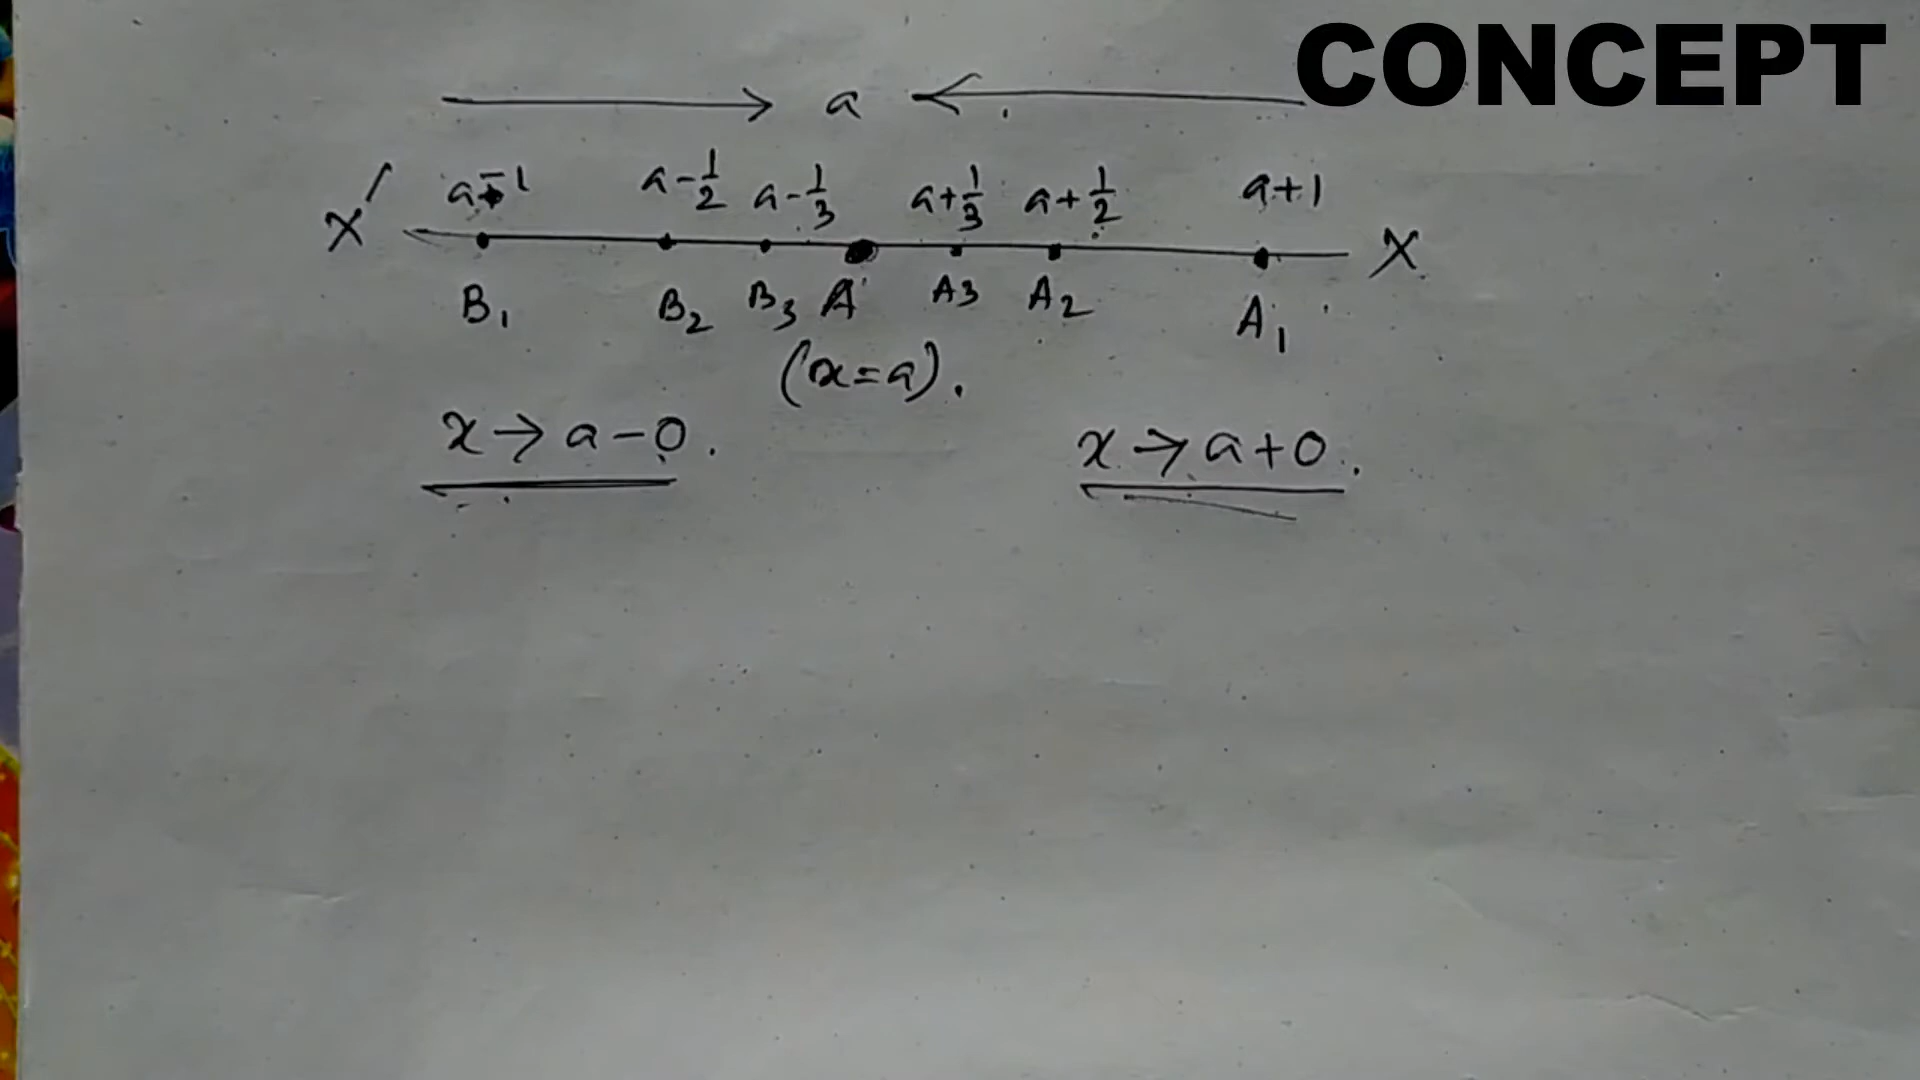 CONCEPT
→ a ←
a-1 a-1/2 a-1/3 a+1/3 a+1/2 a+1
X' X
B1 B2 B3 A A3 A2 A1
(x=a).
x→a-0. x→a+0.